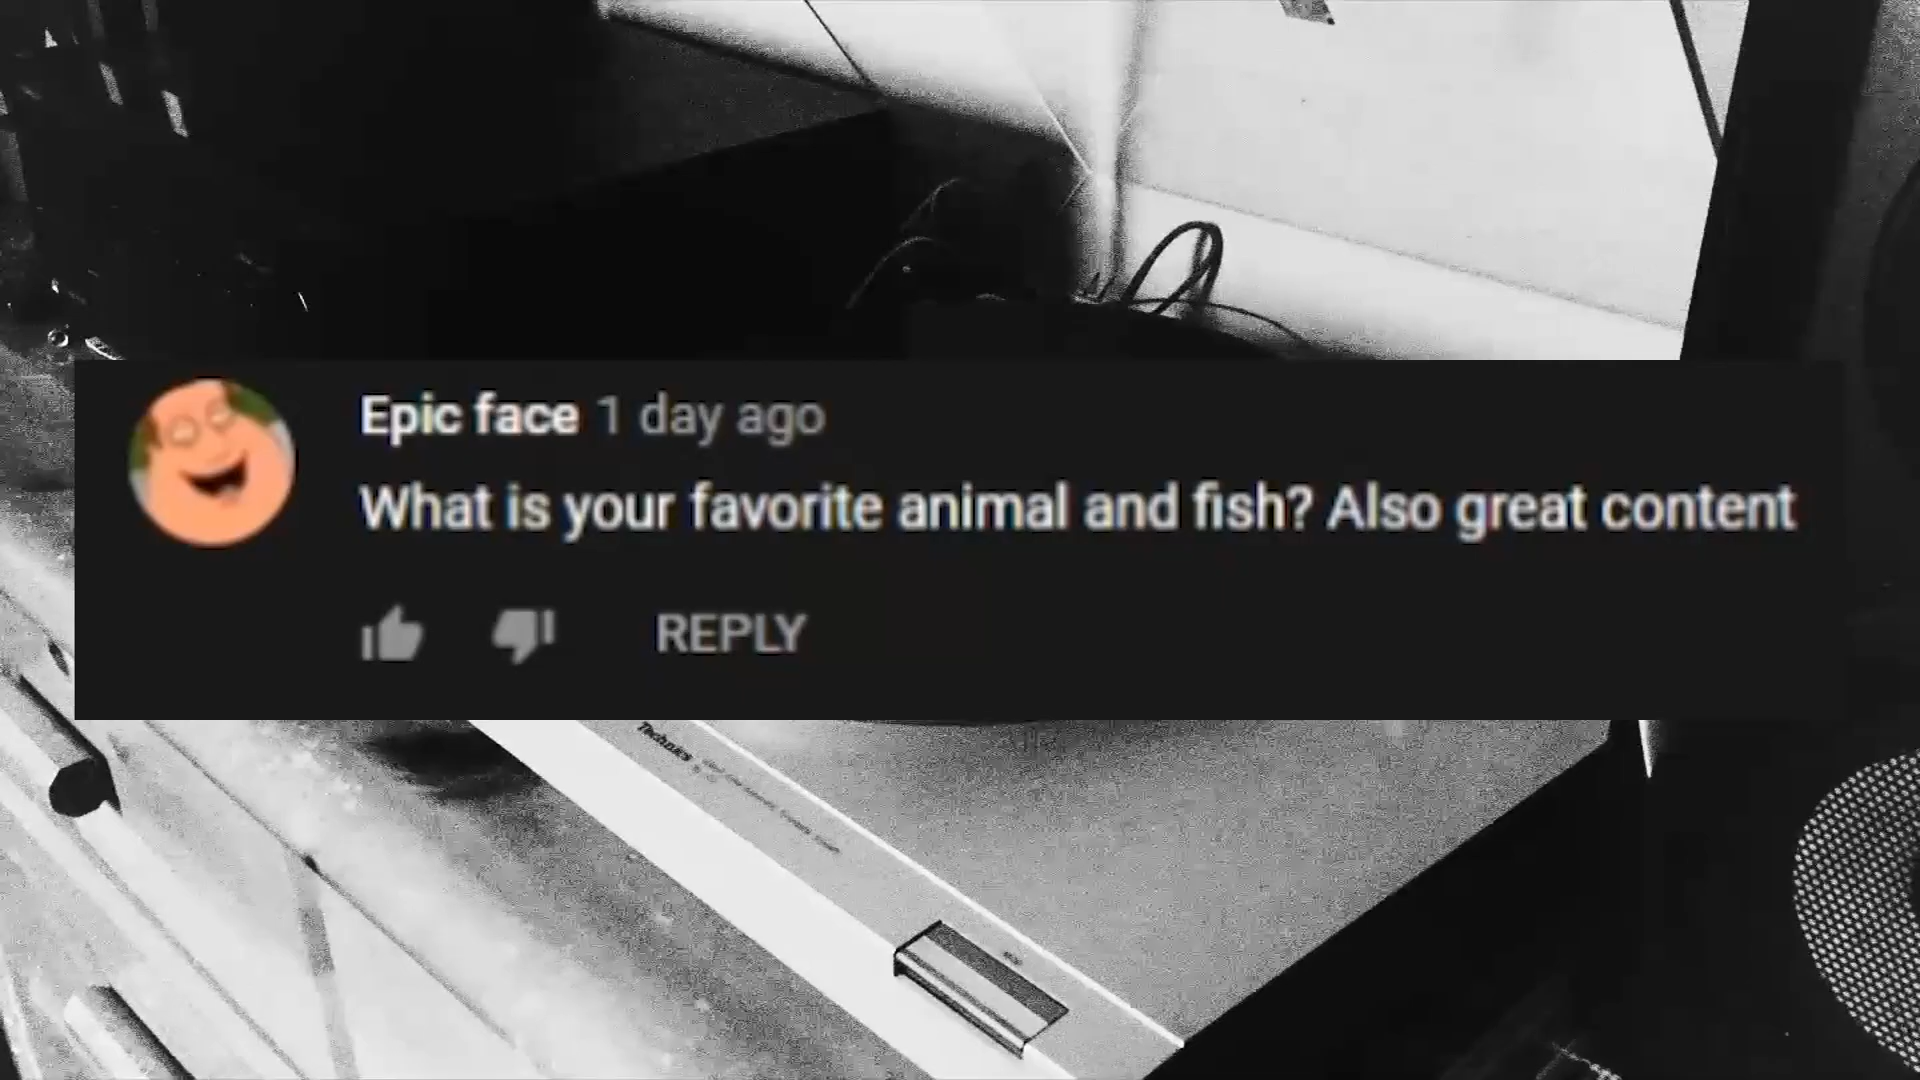 Epic face 1 day ago
What is your favorite animal and fish? Also great content
REPLY
Technics